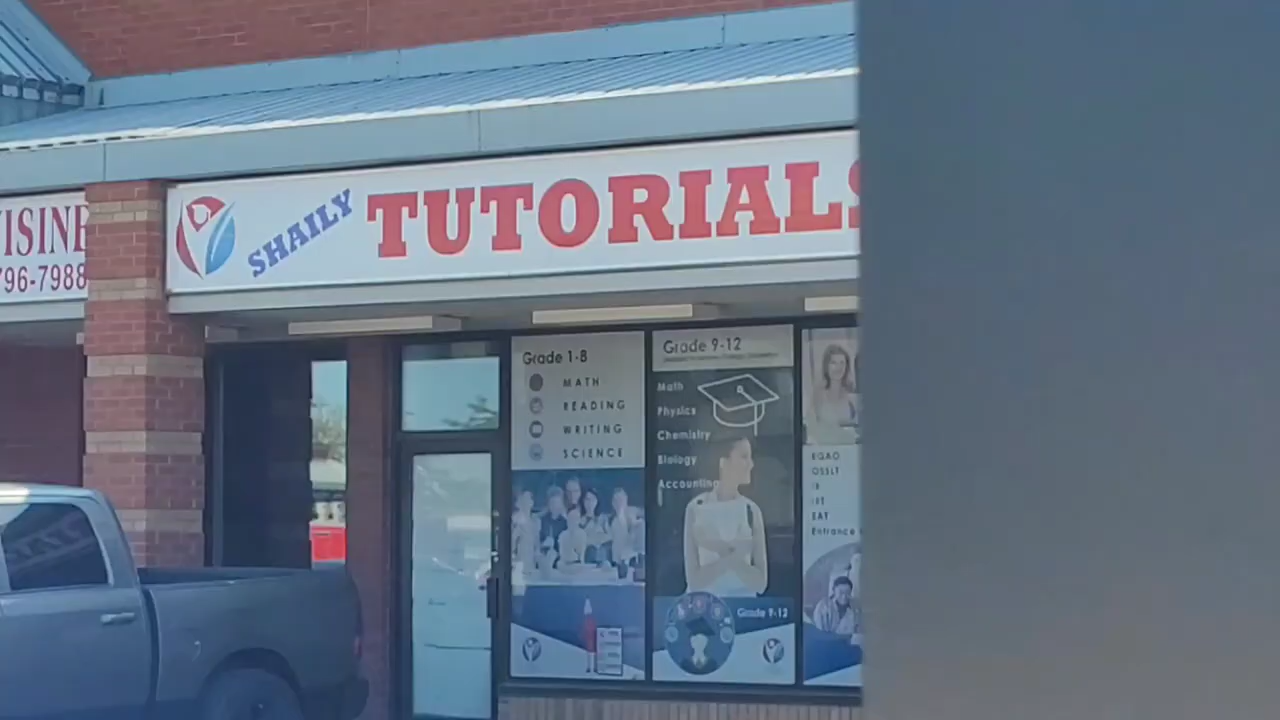 SHAILY TUTORIALS
796-7988
Grade 1-8
MATH
READING
WRITING
SCIENCE
Grade 9-12
Math
Physics
Chemistry
Biology
Accounting
EQAO
OSSLT
Entrance
Grade 9-12